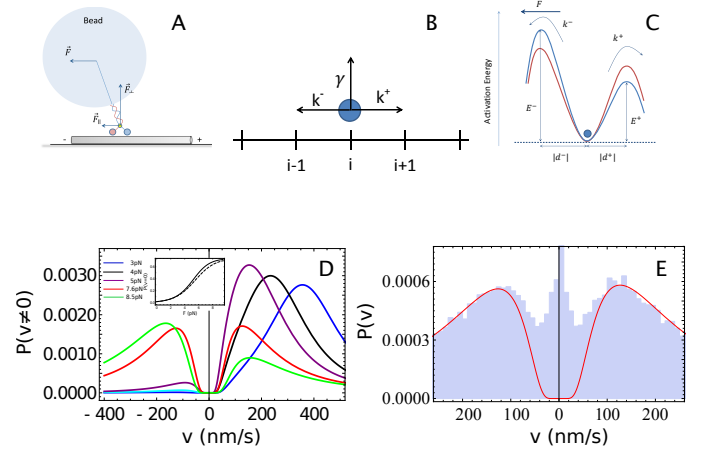 A
Bead
F⃗
F⃗⊥
F⃗∥
-
+
B
γ
k⁻
k⁺
i-1
i
i+1
C
F
k⁻
k⁺
Activation Energy
E⁻
E⁺
|d⁻|
|d⁺|
D
P(v≠0)
0.0030
0.0020
0.0010
0.0000
3pN
4pN
5pN
7.6pN
8.5pN
F (pN)
- 400
- 200
0
200
400
v (nm/s)
E
P(v)
0.0006
0.0003
0.0000
200
100
0
100
200
v (nm/s)